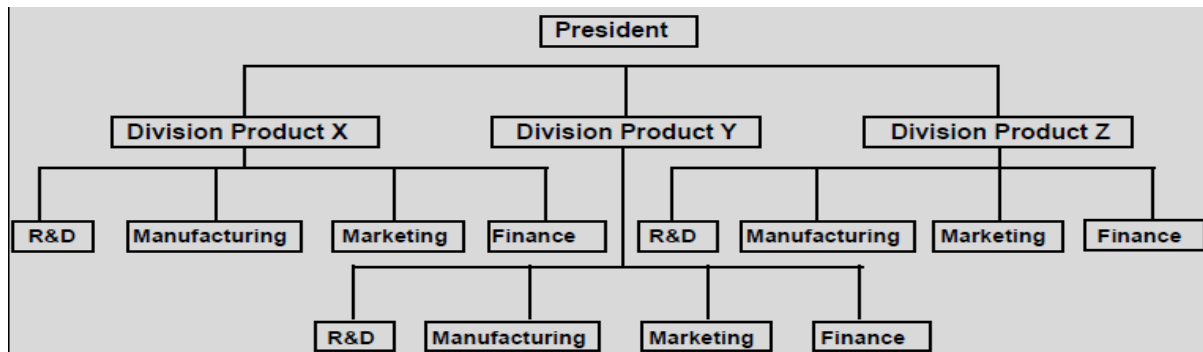 President
Division Product X
Division Product Y
Division Product Z
R&D
Manufacturing
Marketing
Finance
R&D
Manufacturing
Marketing
Finance
R&D
Manufacturing
Marketing
Finance